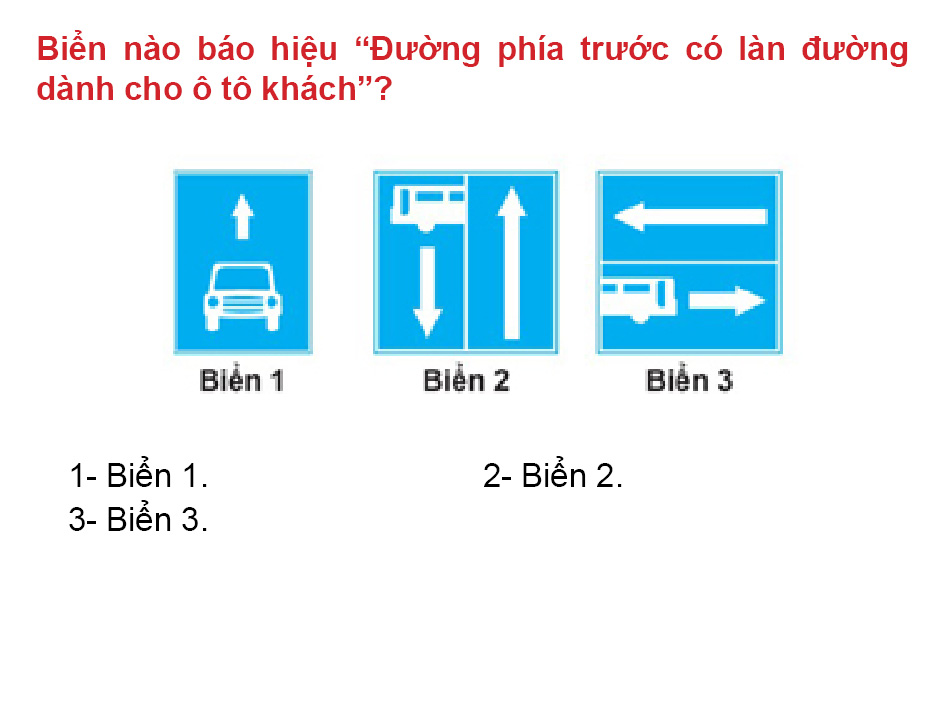 Biển nào báo hiệu “Đường phía trước có làn đường
dành cho ô tô khách”?
Biển 1 Biển 2 Biển 3
1- Biển 1. 2- Biển 2.
3- Biển 3.